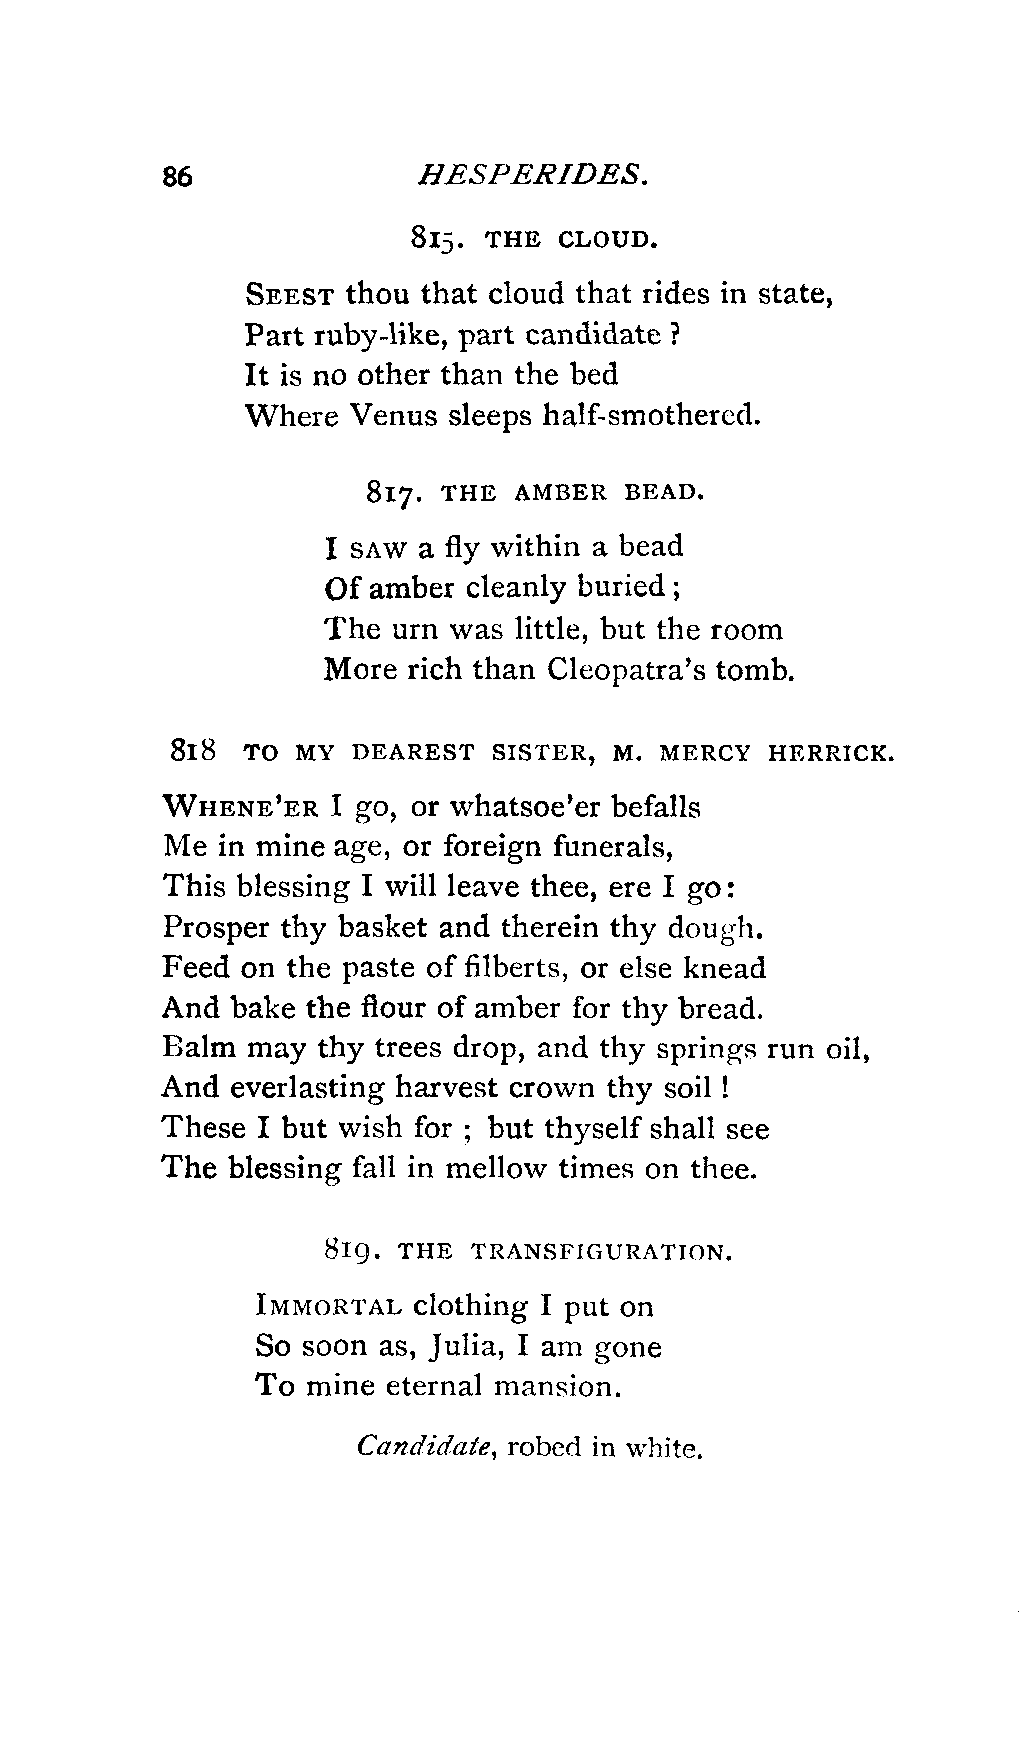 86 HESPERIDES.
815. THE CLOUD.
SEEST thou that cloud that rides in state,
Part ruby-like, part candidate ?
It is no other than the bed
Where Venus sleeps half-smothered.
817. THE AMBER BEAD.
I SAW a fly within a bead
Of amber cleanly buried ;
The urn was little, but the room
More rich than Cleopatra's tomb.
818 TO MY DEAREST SISTER, M. MERCY HERRICK.
WHENE'ER I go, or whatsoe'er befalls
Me in mine age, or foreign funerals,
This blessing I will leave thee, ere I go:
Prosper thy basket and therein thy dough.
Feed on the paste of filberts, or else knead
And bake the flour of amber for thy bread.
Balm may thy trees drop, and thy springs run oil,
And everlasting harvest crown thy soil !
These I but wish for ; but thyself shall see
The blessing fall in mellow times on thee.
819. THE TRANSFIGURATION.
IMMORTAL clothing I put on
So soon as, Julia, I am gone
To mine eternal mansion.
Candidate, robed in white.